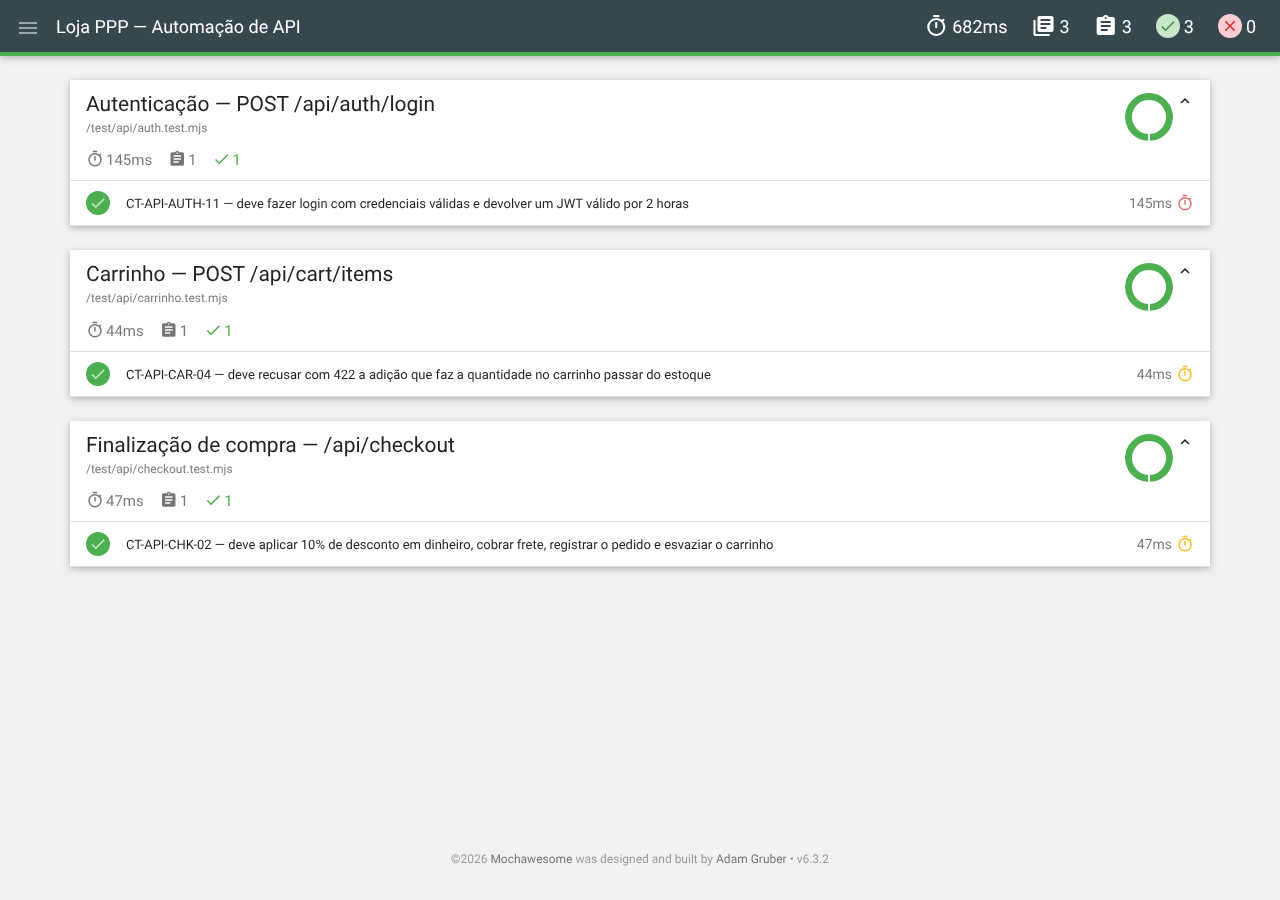 Loja PPP — Automação de API
682ms 3 3 3 0
Autenticação — POST /api/auth/login
/test/api/auth.test.mjs
145ms 1 1
CT-API-AUTH-11 — deve fazer login com credenciais válidas e devolver um JWT válido por 2 horas 145ms
Carrinho — POST /api/cart/items
/test/api/carrinho.test.mjs
44ms 1 1
CT-API-CAR-04 — deve recusar com 422 a adição que faz a quantidade no carrinho passar do estoque 44ms
Finalização de compra — /api/checkout
/test/api/checkout.test.mjs
47ms 1 1
CT-API-CHK-02 — deve aplicar 10% de desconto em dinheiro, cobrar frete, registrar o pedido e esvaziar o carrinho 47ms
©2026 Mochawesome was designed and built by Adam Gruber • v6.3.2